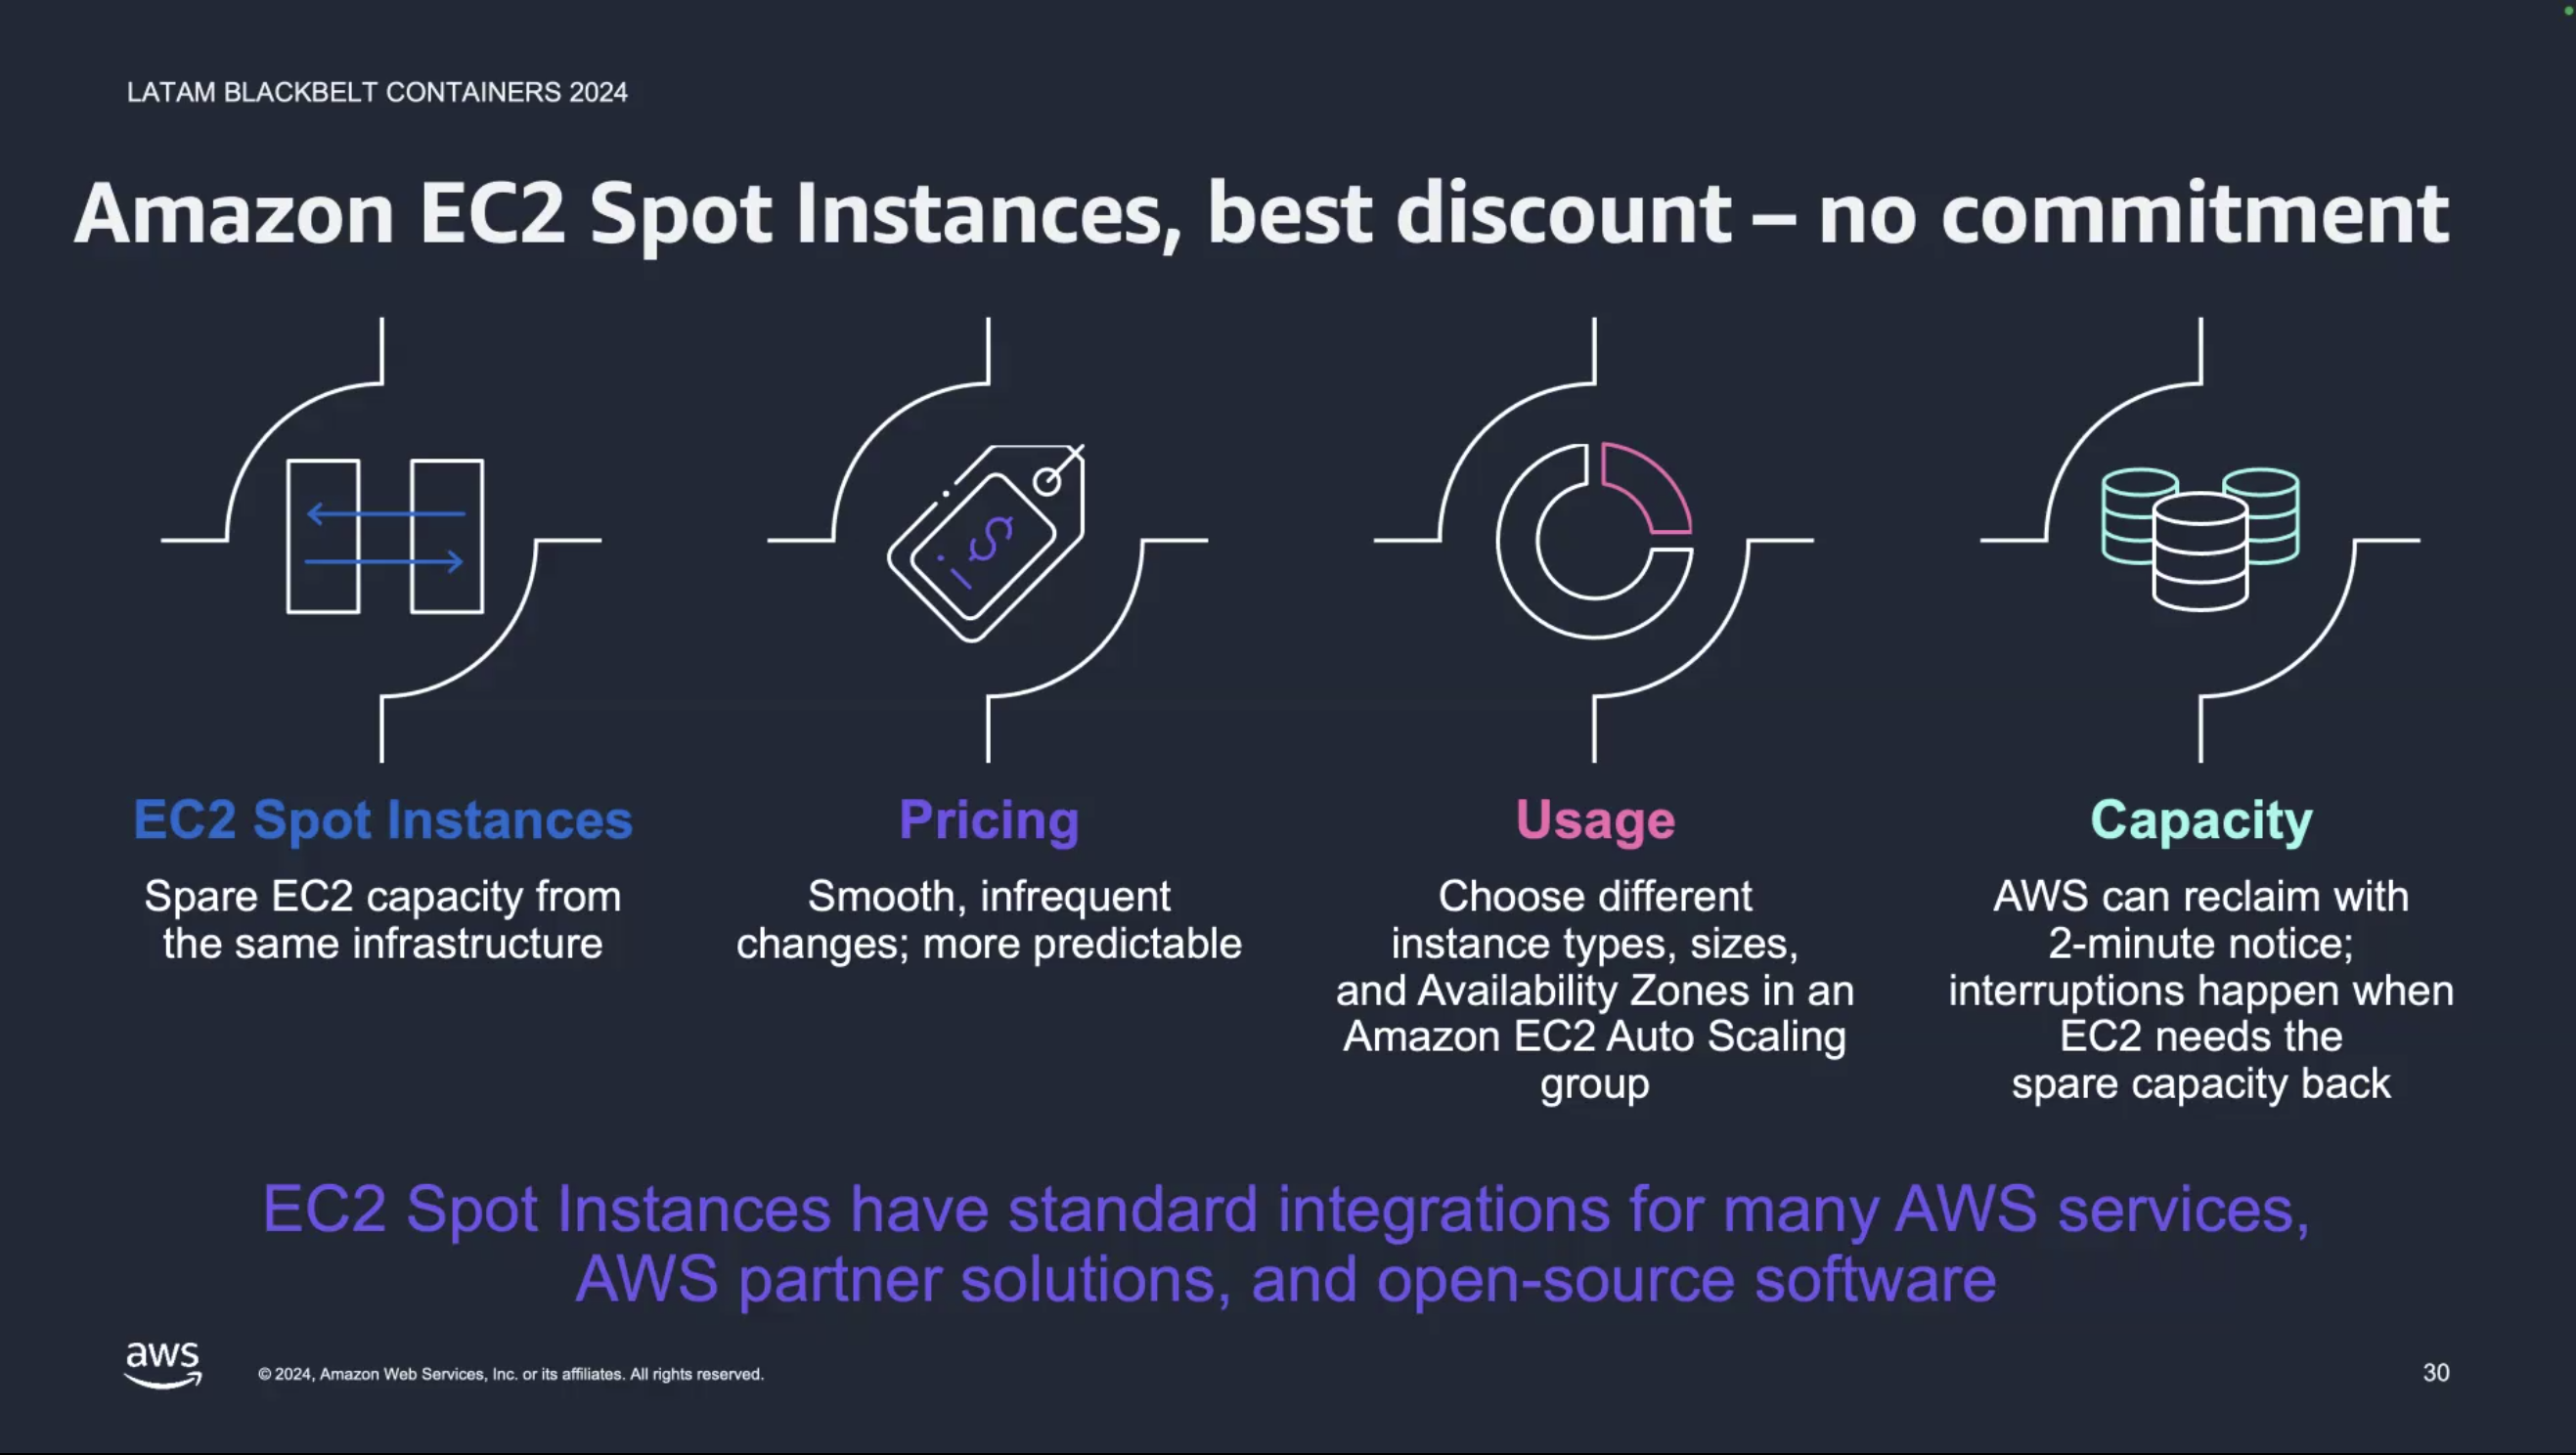 LATAM BLACKBELT CONTAINERS 2024
Amazon EC2 Spot Instances, best discount – no commitment
$
EC2 Spot Instances
Spare EC2 capacity from
the same infrastructure
Pricing
Smooth, infrequent
changes; more predictable
Usage
Choose different
instance types, sizes,
and Availability Zones in an
Amazon EC2 Auto Scaling
group
Capacity
AWS can reclaim with
2-minute notice;
interruptions happen when
EC2 needs the
spare capacity back
EC2 Spot Instances have standard integrations for many AWS services,
AWS partner solutions, and open-source software
aws
© 2024, Amazon Web Services, Inc. or its affiliates. All rights reserved.
30